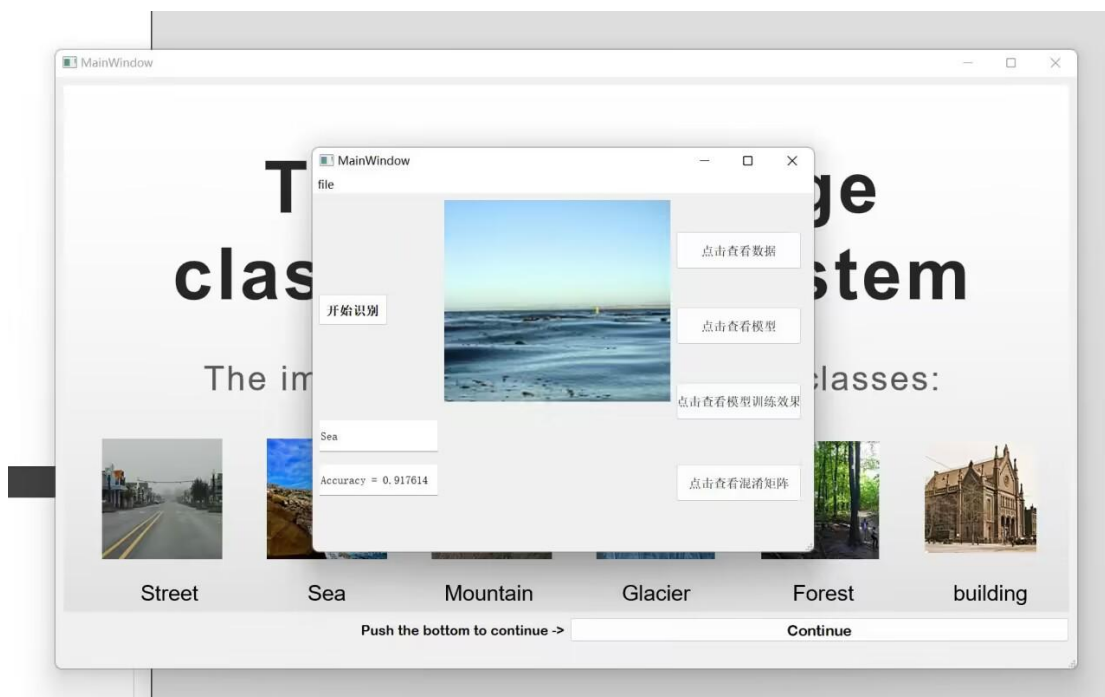 MainWindow
MainWindow
file
T
ge
clas
stem
The im
classes:
点击查看数据
开始识别
点击查看模型
点击查看模型训练效果
Sea
Accuracy = 0.917614
点击查看混淆矩阵
Street
Sea
Mountain
Glacier
Forest
building
Push the bottom to continue ->
Continue